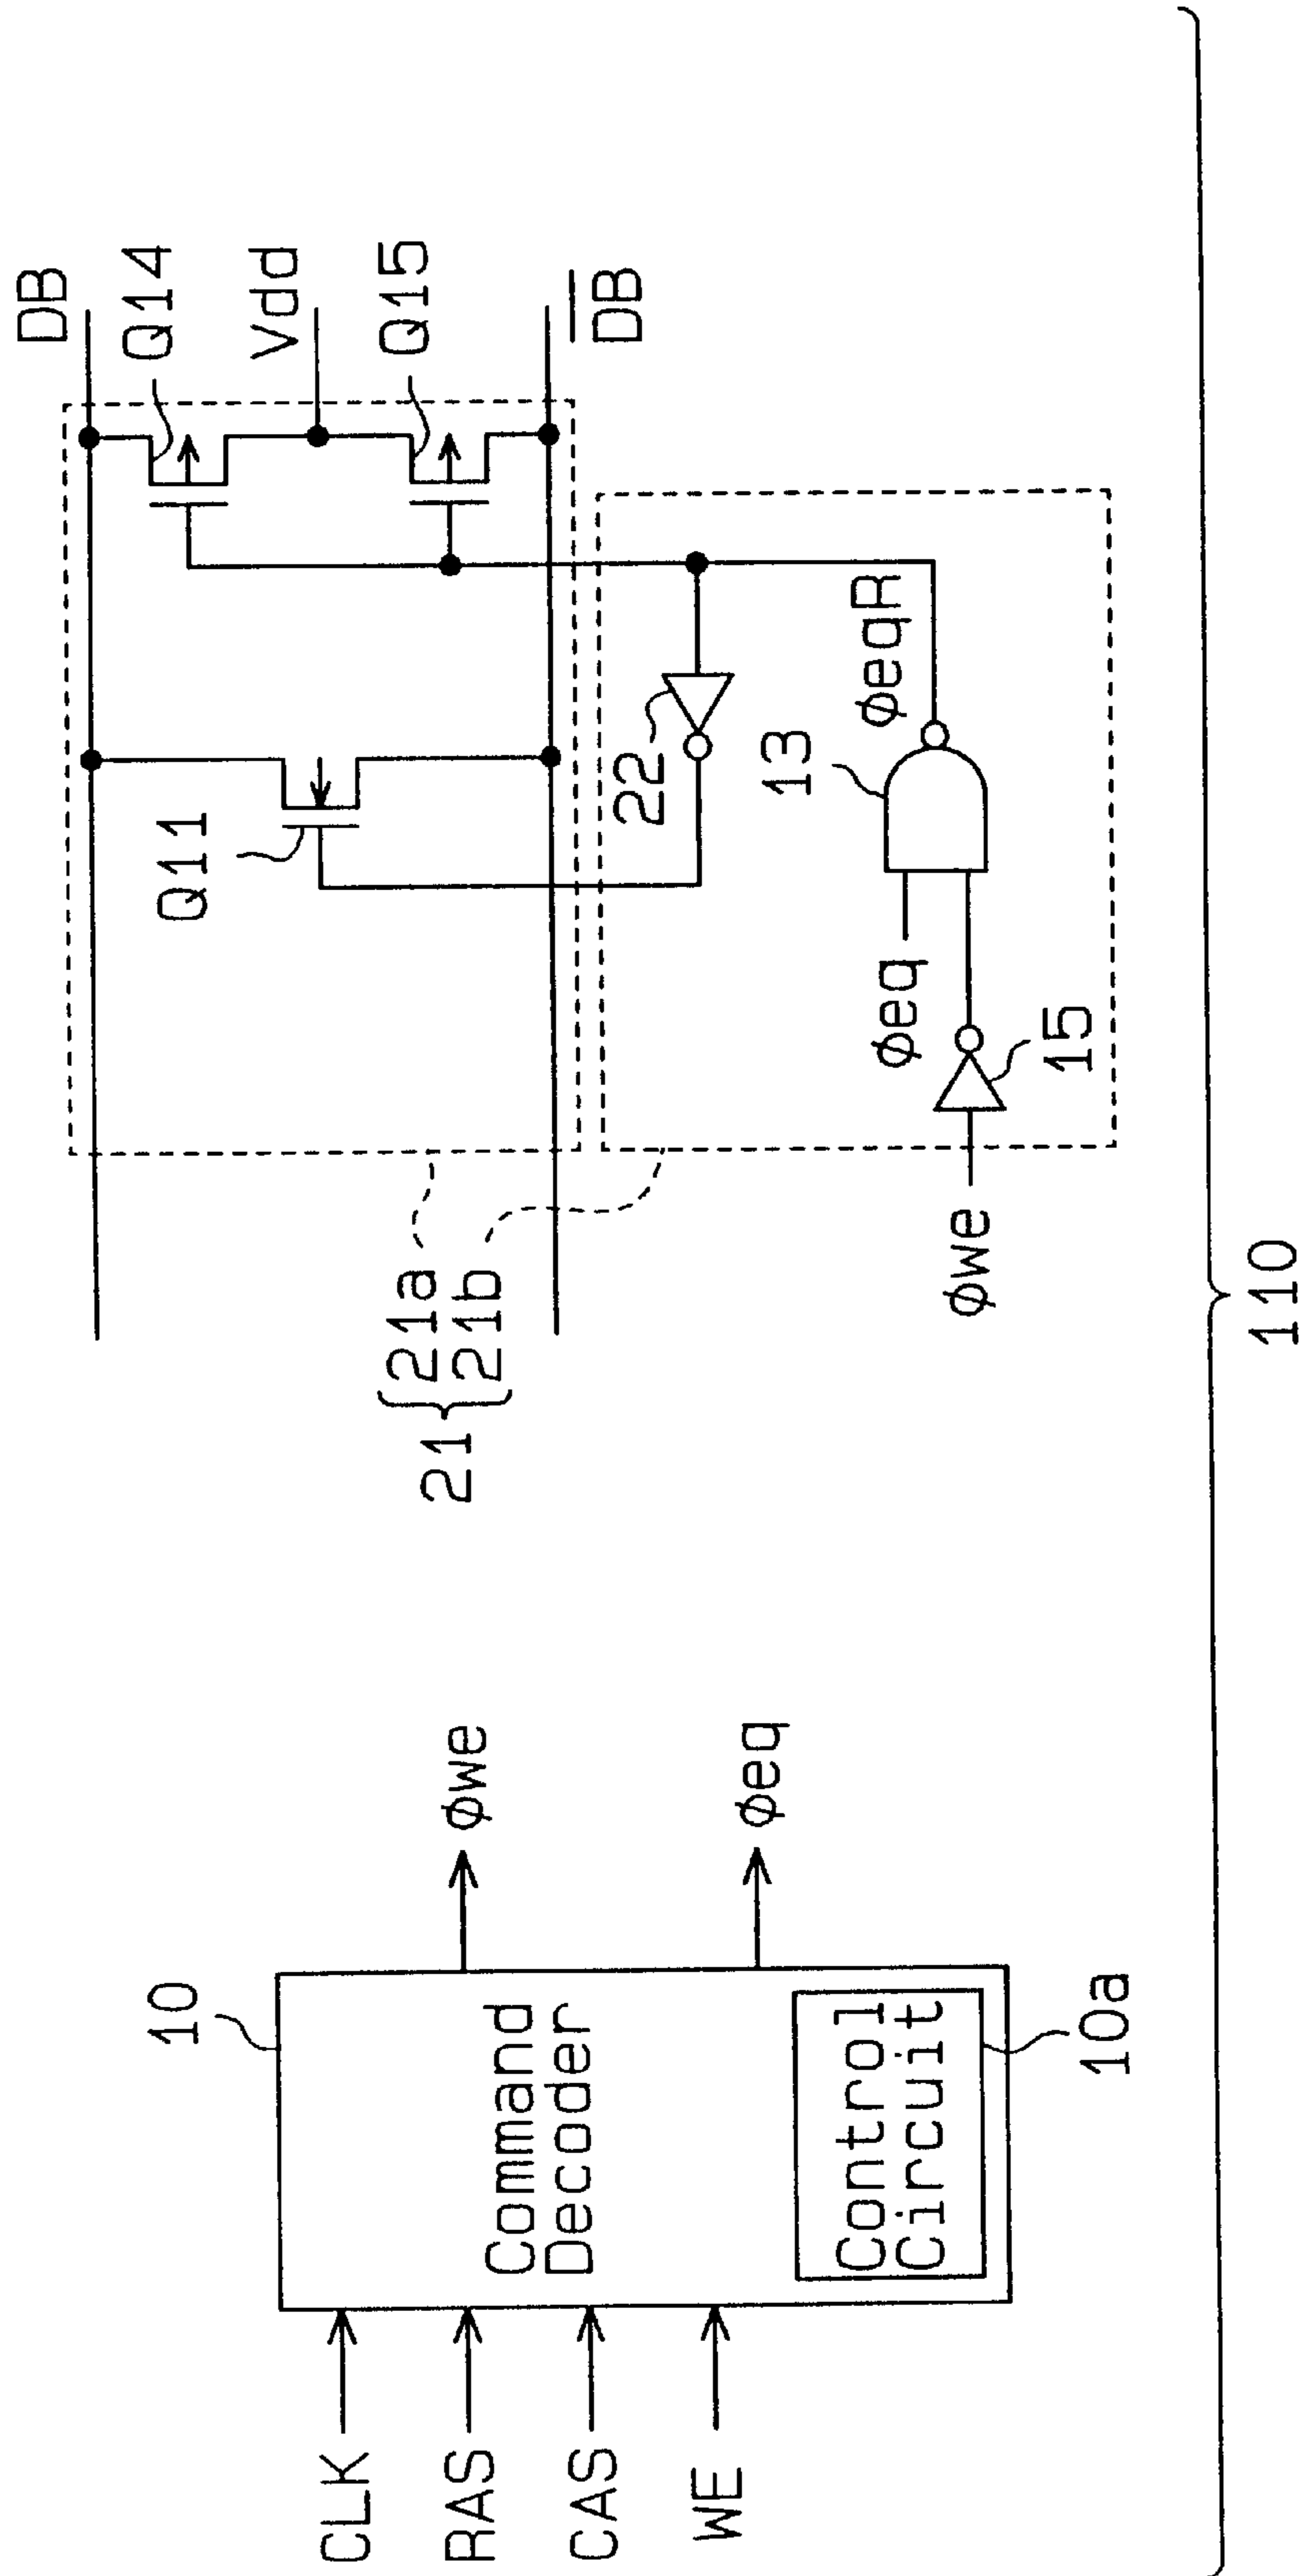 CLK
RAS
CAS
WE
10
Command
Decoder
Control
Circuit
10a
φwe
φeq
21
21a
21b
DB
Q14
Vdd
Q15
DB
Q11
22
13
φeqR
φeq
15
φwe
110